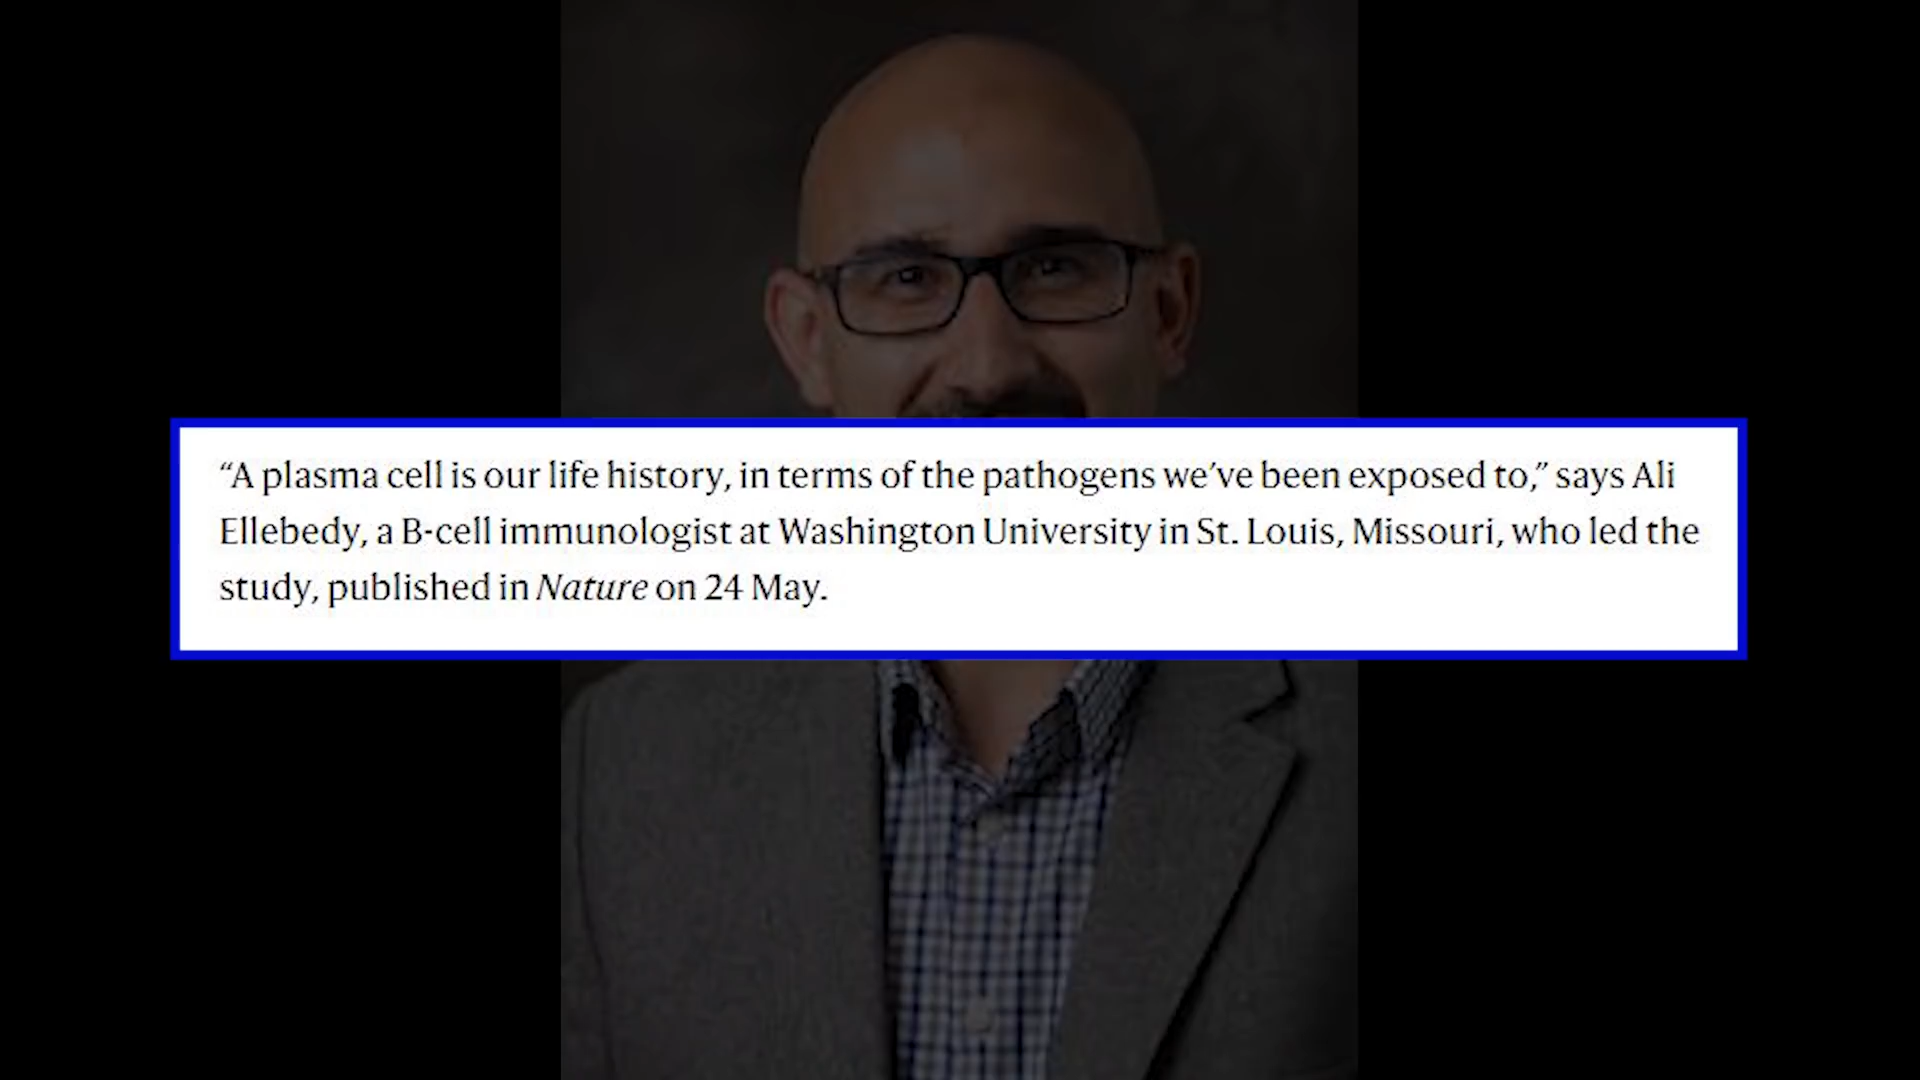 “A plasma cell is our life history, in terms of the pathogens we’ve been exposed to,” says Ali
Ellebedy, a B-cell immunologist at Washington University in St. Louis, Missouri, who led the
study, published in Nature on 24 May.